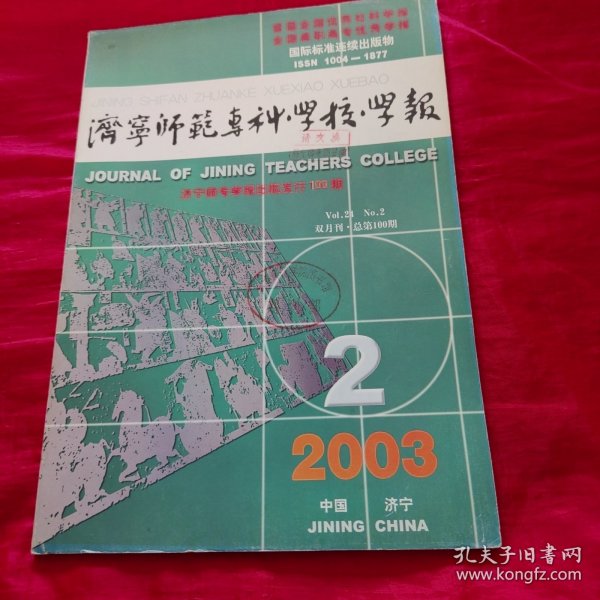 首届全国优秀社科学报
全国高职高专优秀学报
国际标准连续出版物
ISSN 1004—1877
JINING SHIFAN ZHUANKE XUEXIAO XUEBAO
濟寧師範專科學校學報
JOURNAL OF JINING TEACHERS COLLEGE
济宁师专学报出版发行100期
Vol.24 No.2
双月刊·总第100期
2
2003
中国 济宁
JINING CHINA
孔夫子旧书网
www.kongfz.com